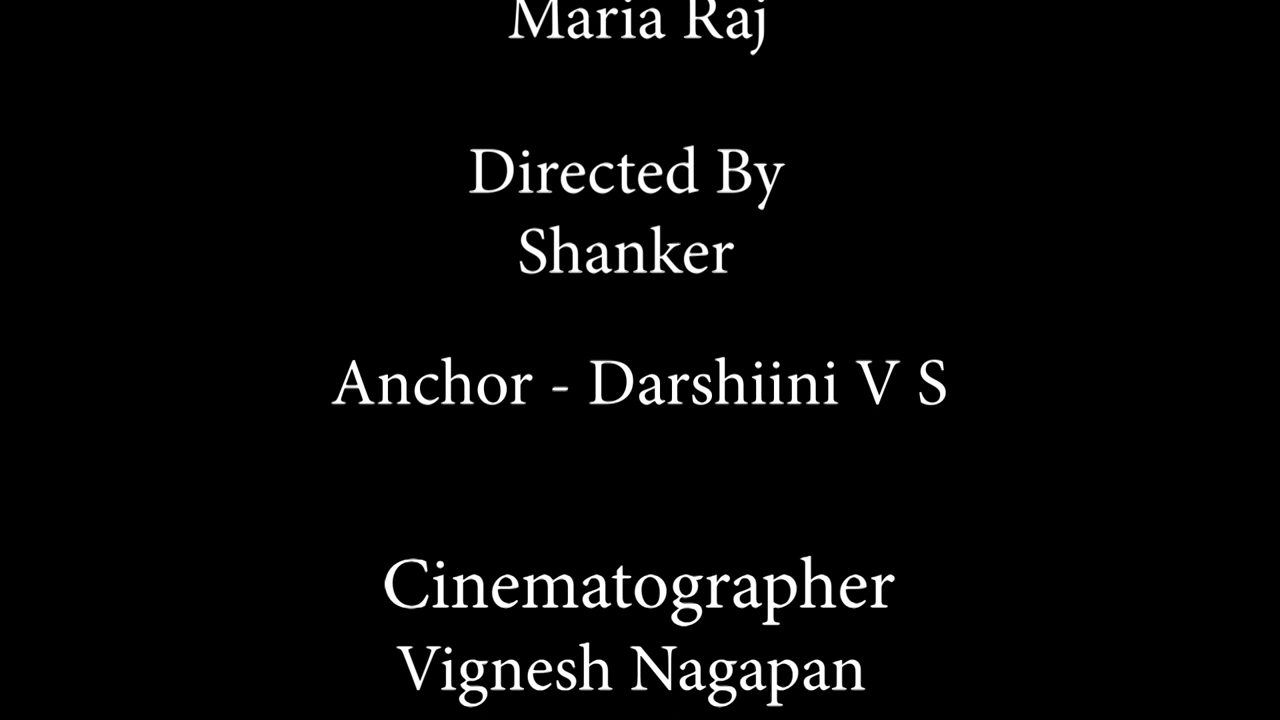 Maria Raj
Directed By
Shanker
Anchor - Darshiini V S
Cinematographer
Vignesh Nagapan